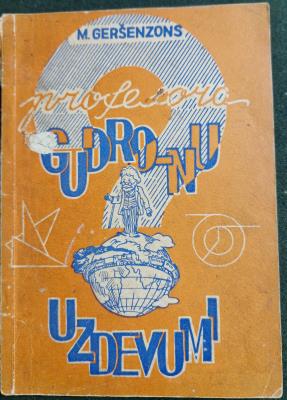 M. GERŠENZONS
profesora
GUDRO-NU
UZDEVUMI